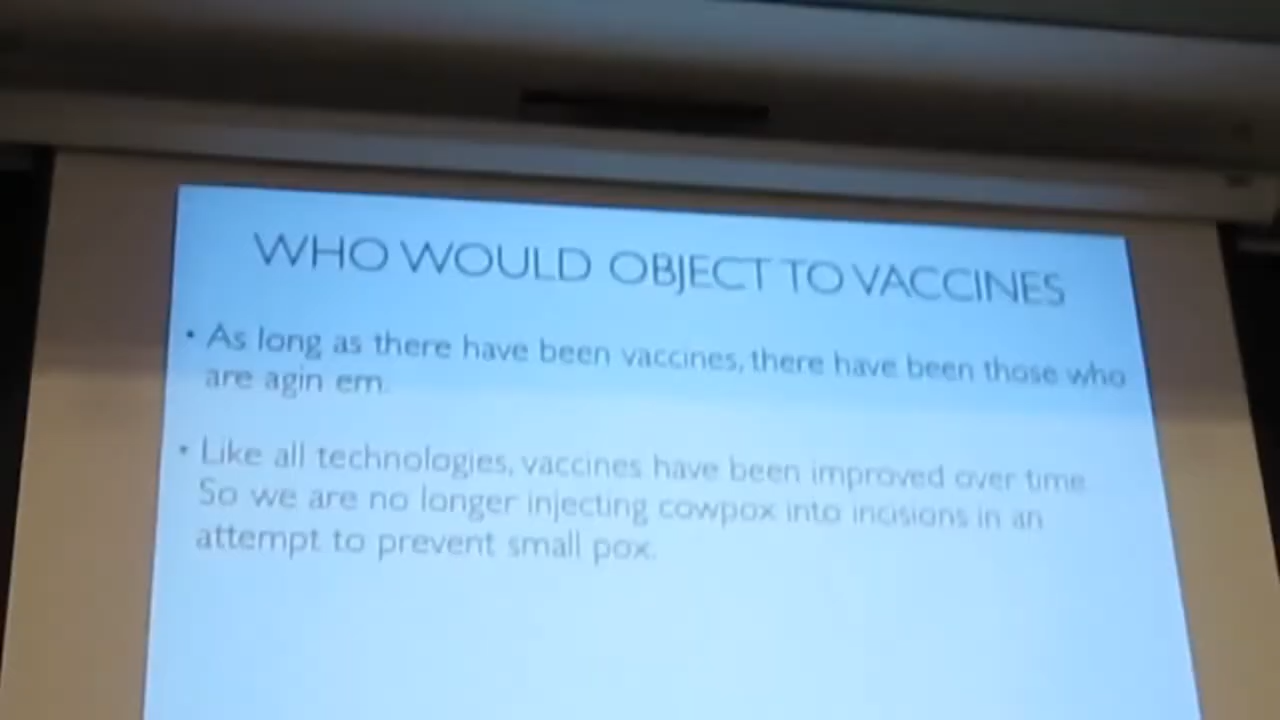 WHO WOULD OBJECT TO VACCINES
• As long as there have been vaccines, there have been those who
are agin em.
• Like all technologies, vaccines have been improved over time
So we are no longer injecting cowpox into incisions in an
attempt to prevent small pox.